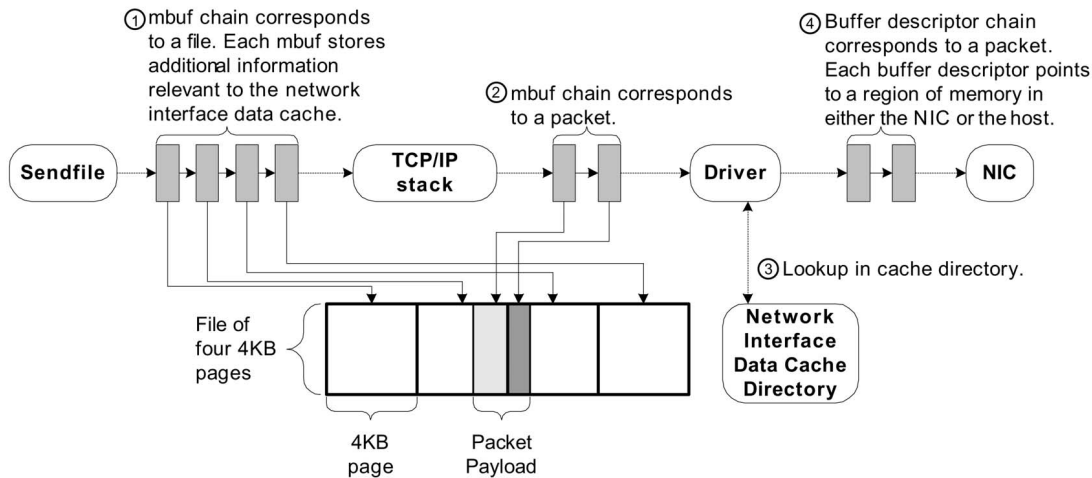 ① mbuf chain corresponds
to a file. Each mbuf stores
additional information
relevant to the network
interface data cache.
② mbuf chain corresponds
to a packet.
④ Buffer descriptor chain
corresponds to a packet.
Each buffer descriptor points
to a region of memory in
either the NIC or the host.
Sendfile
TCP/IP
stack
Driver
NIC
③ Lookup in cache directory.
File of
four 4KB
pages
Network
Interface
Data Cache
Directory
4KB
page
Packet
Payload